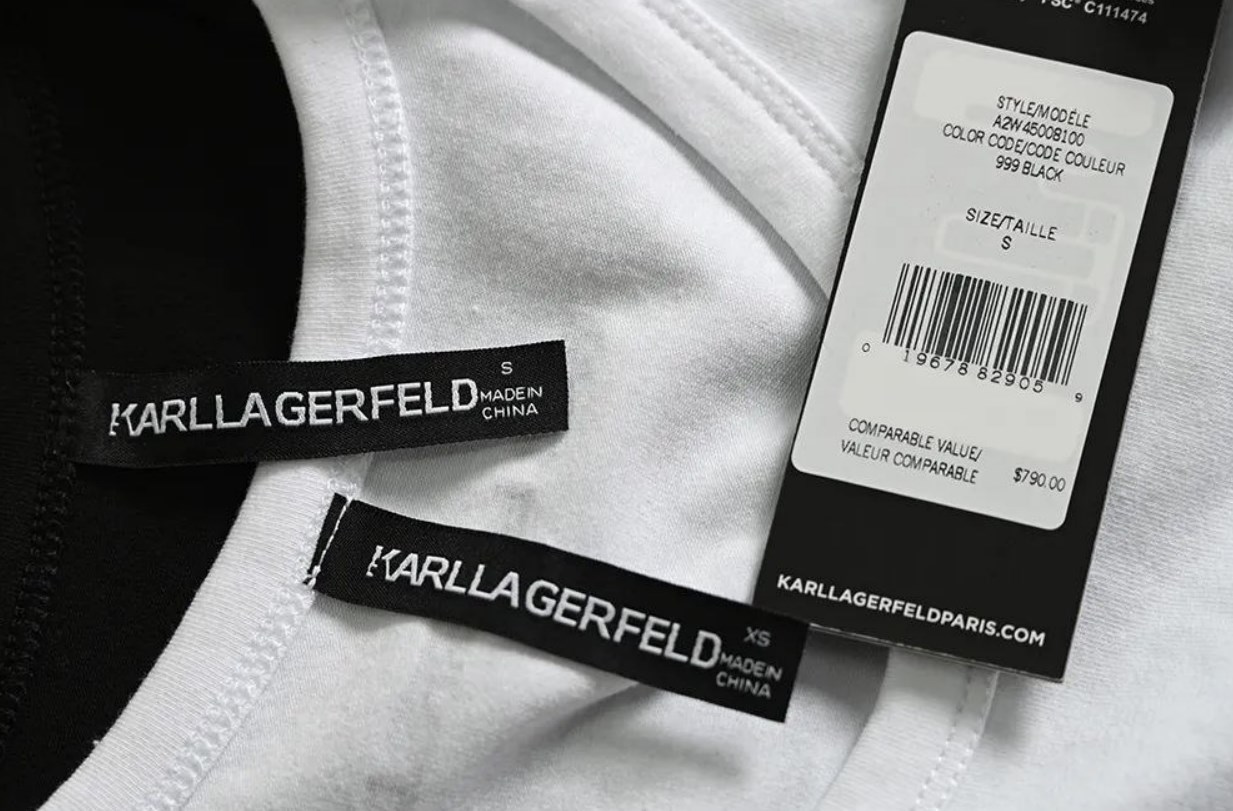 FSC® C111474
STYLE/MODÈLE
A2W45008100
COLOR CODE/CODE COULEUR
999 BLACK
SIZE/TAILLE
S
0 19678 82905 9
COMPARABLE VALUE/
VALEUR COMPARABLE $790.00
KARLLAGERFELDPARIS.COM
KARLLAGERFELD
S
MADE IN
CHINA
KARLLAGERFELD
XS
MADE IN
CHINA